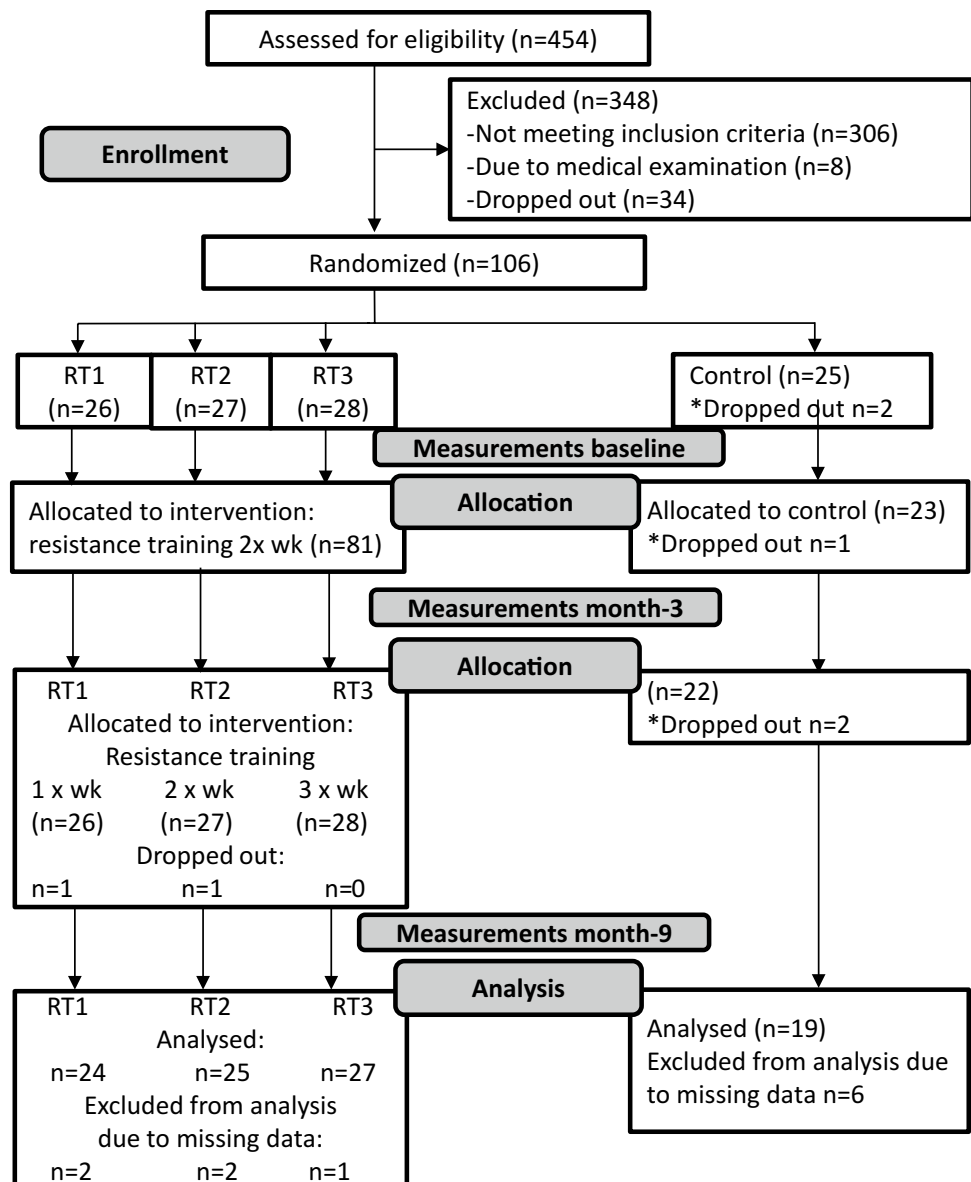 Assessed for eligibility (n=454)
Excluded (n=348)
-Not meeting inclusion criteria (n=306)
-Due to medical examination (n=8)
-Dropped out (n=34)
Enrollment
Randomized (n=106)
RT1
(n=26)
RT2
(n=27)
RT3
(n=28)
Control (n=25)
*Dropped out n=2
Measurements baseline
Allocation
Allocated to intervention:
resistance training 2x wk (n=81)
Allocated to control (n=23)
*Dropped out n=1
Measurements month-3
Allocation
RT1 RT2 RT3
Allocated to intervention:
Resistance training
1 x wk 2 x wk 3 x wk
(n=26) (n=27) (n=28)
Dropped out:
n=1 n=1 n=0
(n=22)
*Dropped out n=2
Measurements month-9
Analysis
RT1 RT2 RT3
Analysed:
n=24 n=25 n=27
Excluded from analysis
due to missing data:
n=2 n=2 n=1
Analysed (n=19)
Excluded from analysis due
to missing data n=6